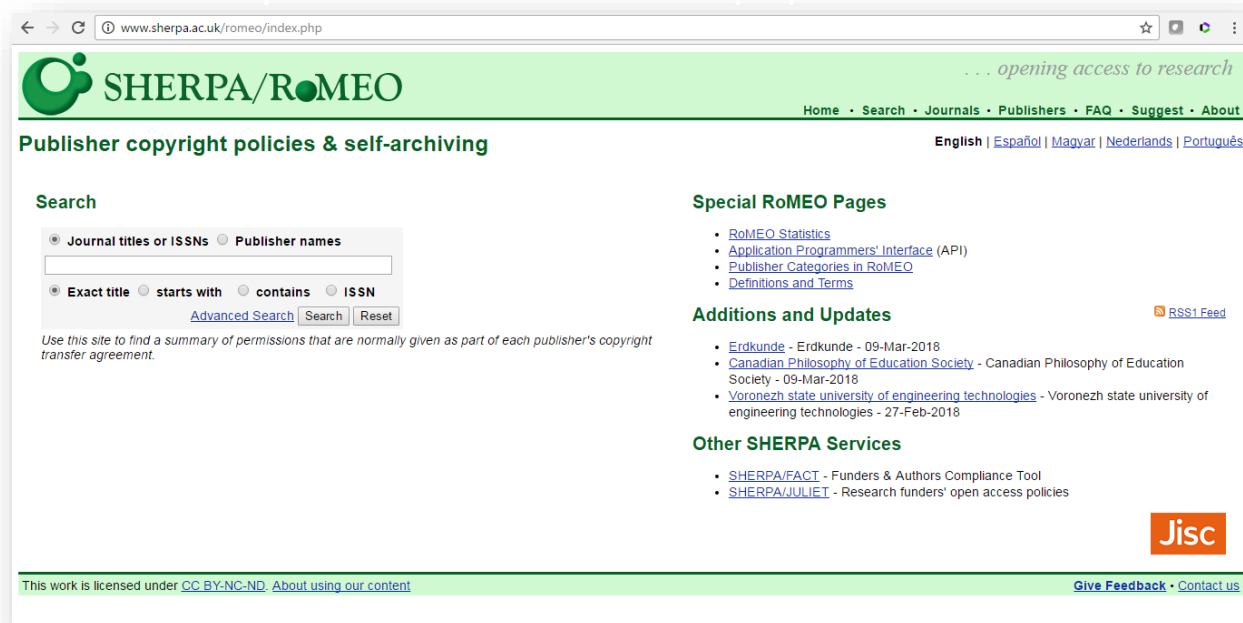 www.sherpa.ac.uk/romeo/index.php
SHERPA/RoMEO
. . . opening access to research
Home · Search · Journals · Publishers · FAQ · Suggest · About
Publisher copyright policies & self-archiving
English | Español | Magyar | Nederlands | Português
Search
Journal titles or ISSNs Publisher names
Exact title starts with contains ISSN
Advanced Search Search Reset
Use this site to find a summary of permissions that are normally given as part of each publisher's copyright
transfer agreement.
Special RoMEO Pages
• RoMEO Statistics
• Application Programmers' Interface (API)
• Publisher Categories in RoMEO
• Definitions and Terms
Additions and Updates
RSS1 Feed
• Erdkunde - Erdkunde - 09-Mar-2018
• Canadian Philosophy of Education Society - Canadian Philosophy of Education
Society - 09-Mar-2018
• Voronezh state university of engineering technologies - Voronezh state university of
engineering technologies - 27-Feb-2018
Other SHERPA Services
• SHERPA/FACT - Funders & Authors Compliance Tool
• SHERPA/JULIET - Research funders' open access policies
Jisc
This work is licensed under CC BY-NC-ND. About using our content
Give Feedback · Contact us